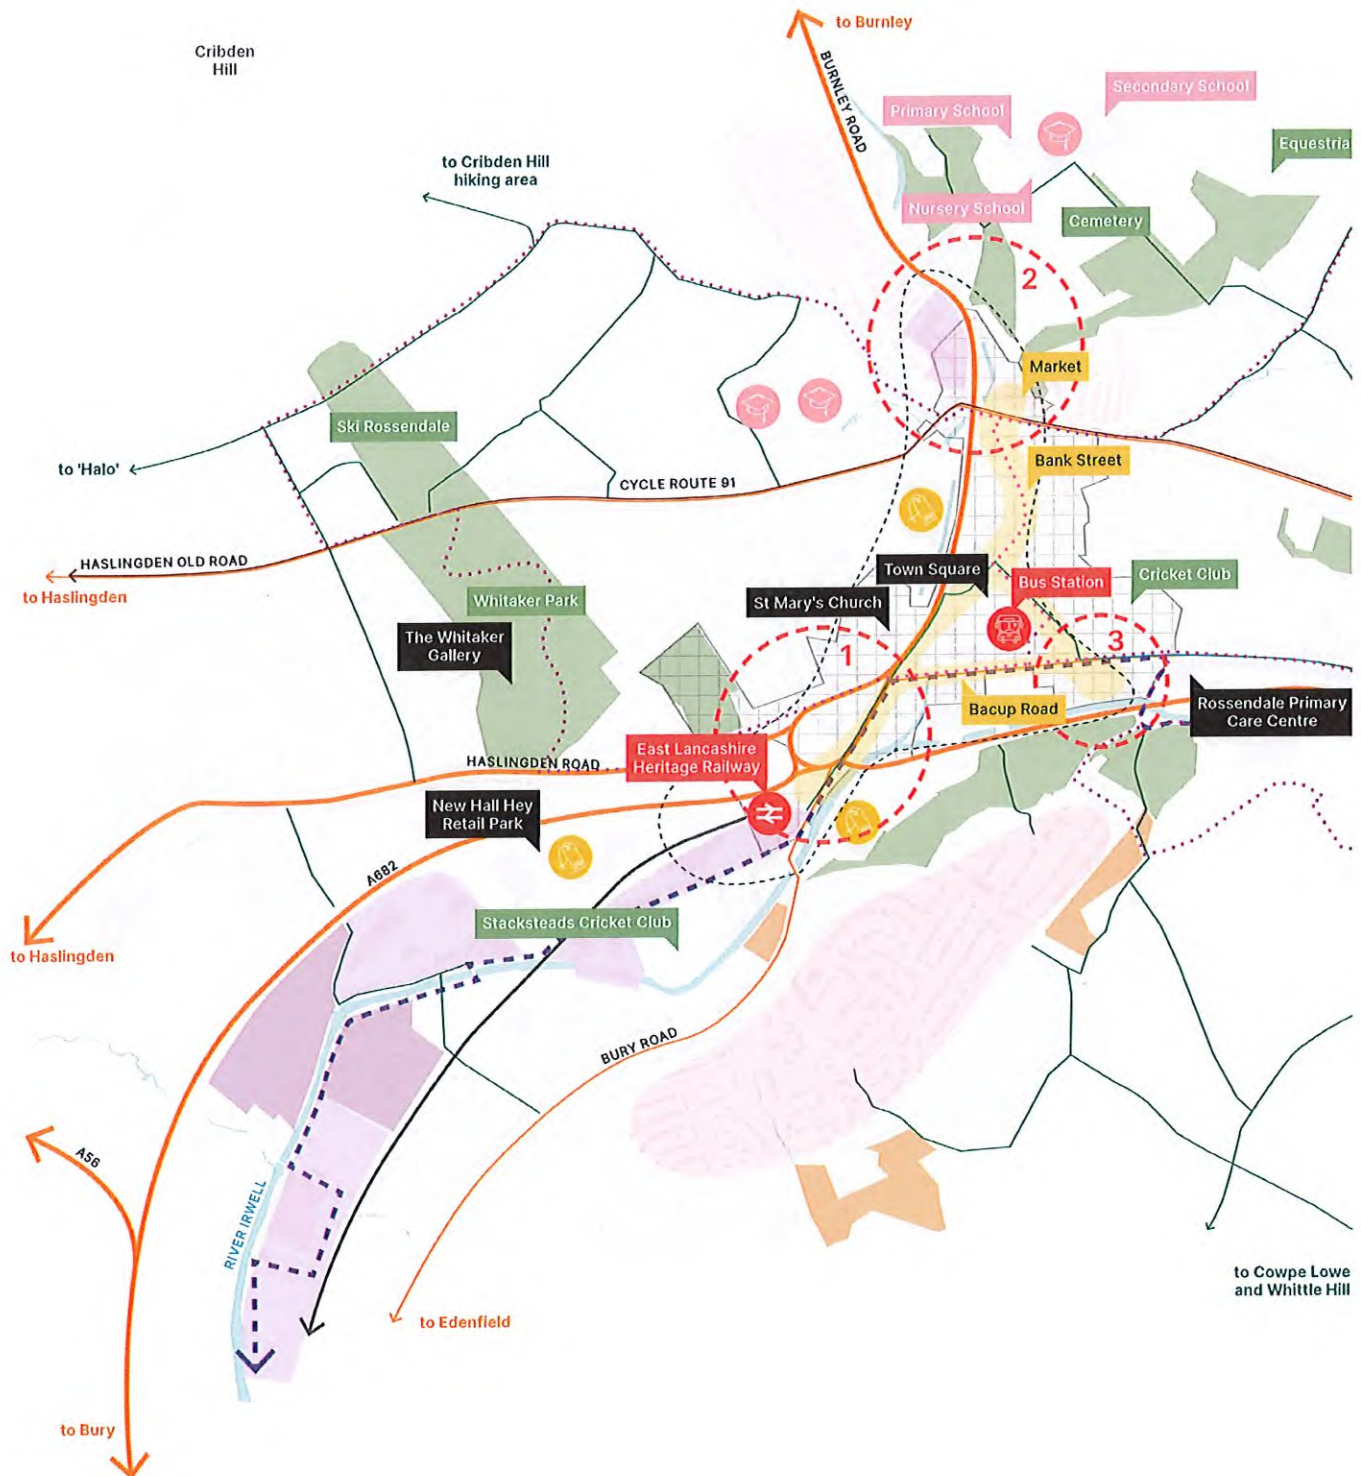 to Burnley
Cribden
Hill
BURNLEY ROAD
Secondary School
Primary School
Equestria
to Cribden Hill
hiking area
Nursery School
Cemetery
2
Market
Ski Rossendale
to 'Halo'
Bank Street
CYCLE ROUTE 91
HASLINGDEN OLD ROAD
to Haslingden
Town Square
Bus Station
Cricket Club
Whitaker Park
St Mary's Church
The Whitaker
Gallery
1
3
Bacup Road
Rossendale Primary
Care Centre
East Lancashire
Heritage Railway
HASLINGDEN ROAD
New Hall Hey
Retail Park
A682
Stacksteads Cricket Club
to Haslingden
BURY ROAD
A56
RIVER IRWELL
to Cowpe Lowe
and Whittle Hill
to Edenfield
to Bury